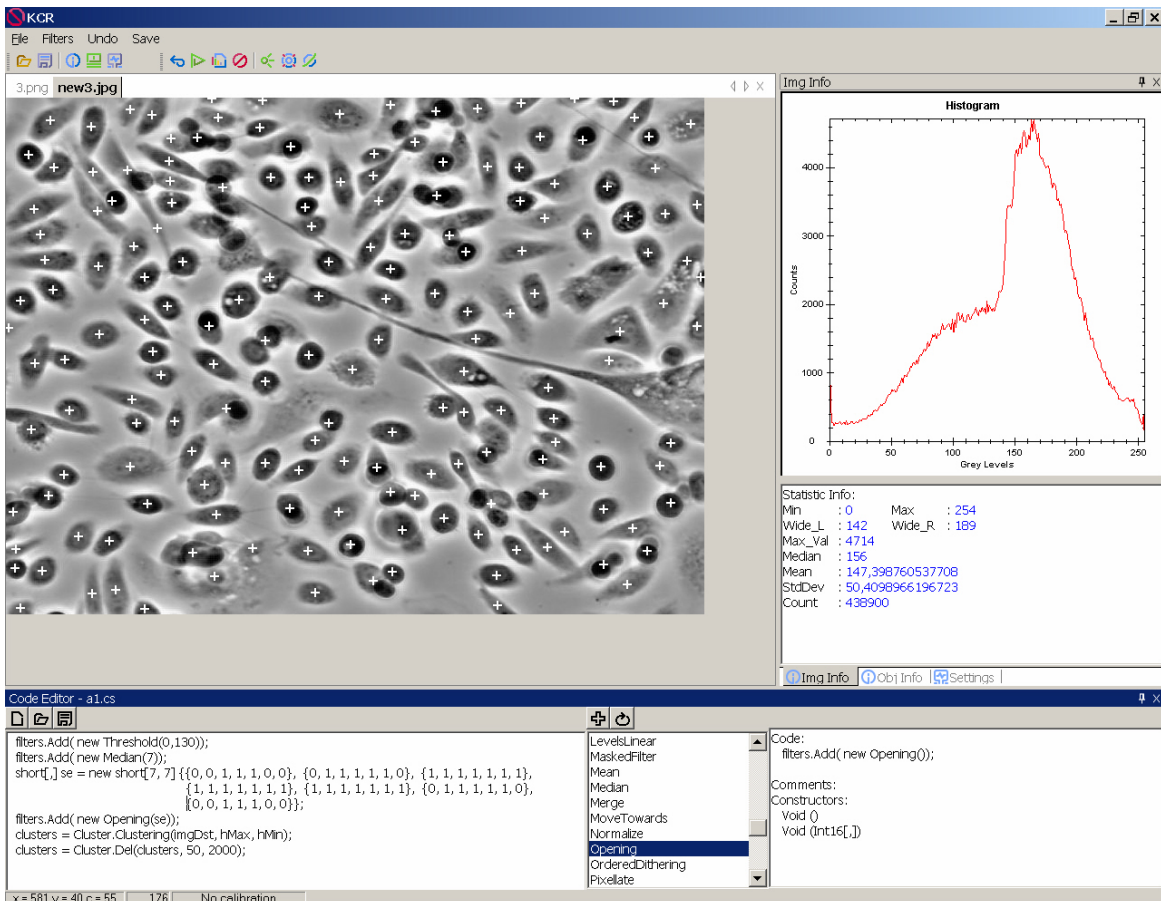 KCR
File Filters Undo Save
3.png new3.jpg
Img Info
Histogram
4000
3000
2000
1000
0
Counts
0 50 100 150 200 250
Grey Levels
Statistic Info:
Min : 0 Max : 254
Wide_L : 142 Wide_R : 189
Max_Val : 4714
Median : 156
Mean : 147,398760537708
StdDev : 50,4098966196723
Count : 438900
Img Info Obj Info Settings
Code Editor - a1.cs
filters.Add( new Threshold(0,130));
filters.Add( new Median(7));
short[,] se = new short[7, 7] {{0, 0, 1, 1, 1, 0, 0}, {0, 1, 1, 1, 1, 1, 0}, {1, 1, 1, 1, 1, 1, 1},
{1, 1, 1, 1, 1, 1, 1}, {1, 1, 1, 1, 1, 1, 1}, {0, 1, 1, 1, 1, 1, 0},
{0, 0, 1, 1, 1, 0, 0}};
filters.Add( new Opening(se));
clusters = Cluster.Clustering(imgDst, hMax, hMin);
clusters = Cluster.Del(clusters, 50, 2000);
LevelsLinear
MaskedFilter
Mean
Median
Merge
MoveTowards
Normalize
Opening
OrderedDithering
Pixellate
Code:
filters.Add( new Opening());
Comments:
Constructors:
Void ()
Void (Int16[,])
x = 581 y = 40 c = 55 176 No calibration